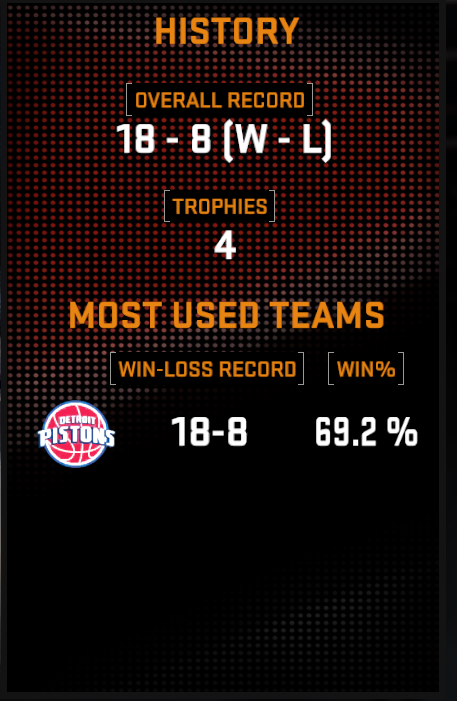 HISTORY
OVERALL RECORD
18 - 8 (W - L)
TROPHIES
4
MOST USED TEAMS
WIN-LOSS RECORD WIN%
DETROIT
PISTONS
18-8 69.2 %